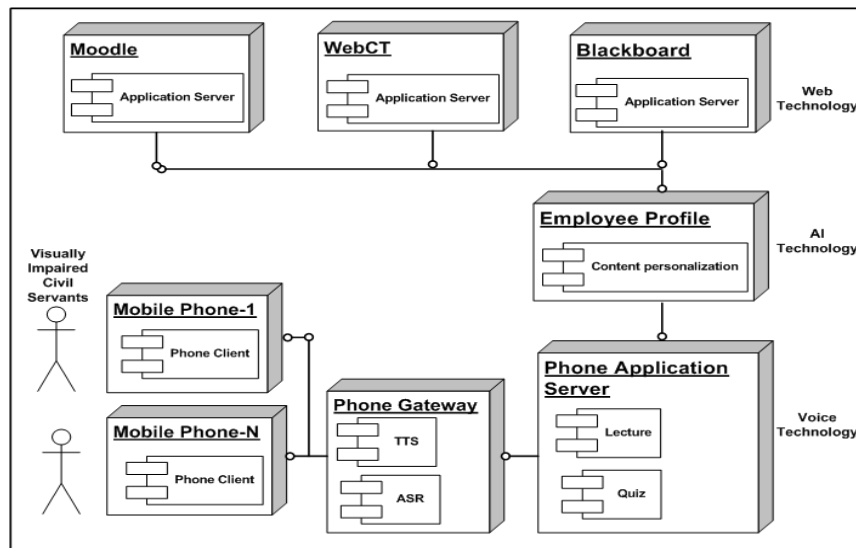 Moodle
Application Server
WebCT
Application Server
Blackboard
Application Server
Web
Technology
Employee Profile
Content personalization
AI
Technology
Visually
Impaired
Civil
Servants
Mobile Phone-1
Phone Client
Mobile Phone-N
Phone Client
Phone Gateway
TTS
ASR
Phone Application
Server
Lecture
Quiz
Voice
Technology